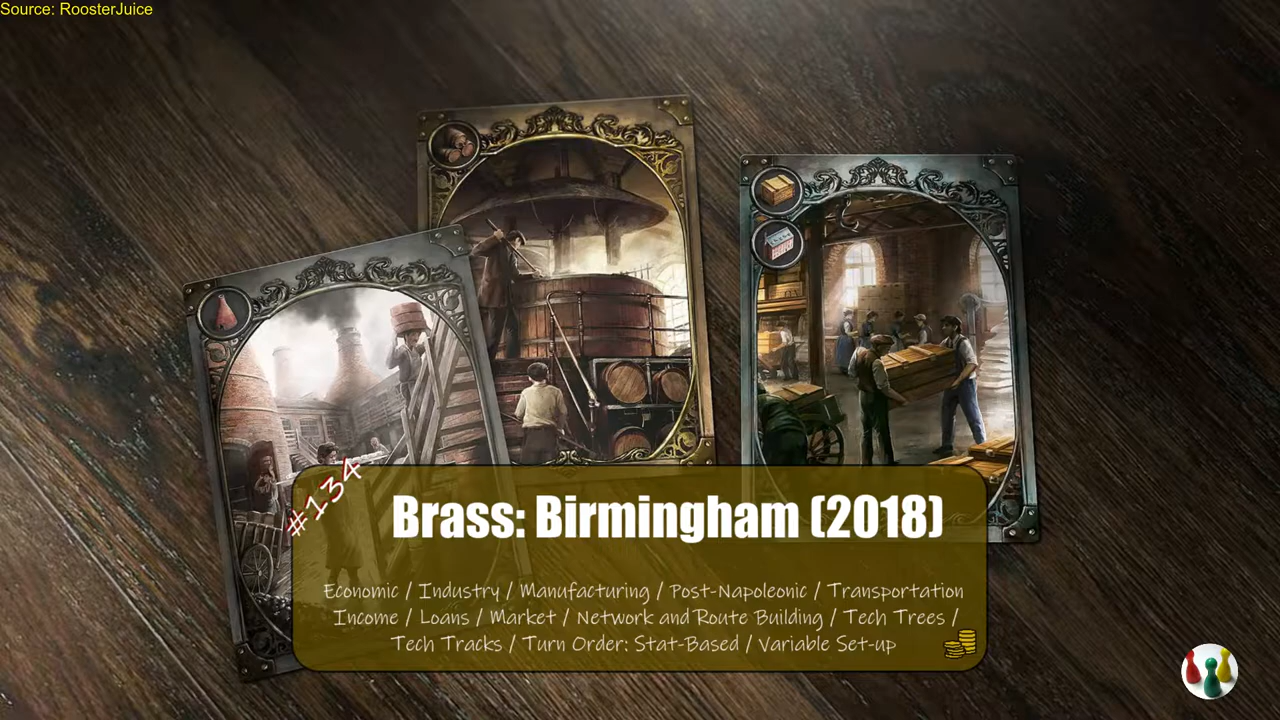 Source: RoosterJuice
#134
Brass: Birmingham (2018)
Economic / Industry / Manufacturing / Post-Napoleonic / Transportation
Income / Loans / Market / Network and Route Building / Tech Trees /
Tech Tracks / Turn Order: Stat-Based / Variable Set-up